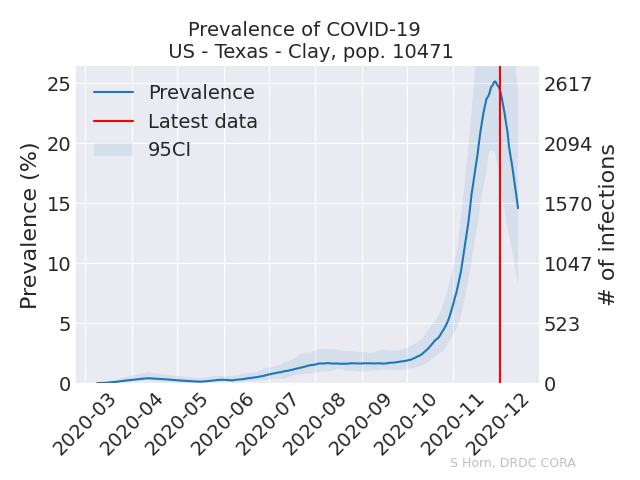 Prevalence of COVID-19
US - Texas - Clay, pop. 10471
Prevalence (%)
25
20
15
10
5
0
Prevalence
Latest data
95CI
2617
2094
1570
1047
523
0
# of infections
2020-03
2020-04
2020-05
2020-06
2020-07
2020-08
2020-09
2020-10
2020-11
2020-12
S Horn, DRDC CORA